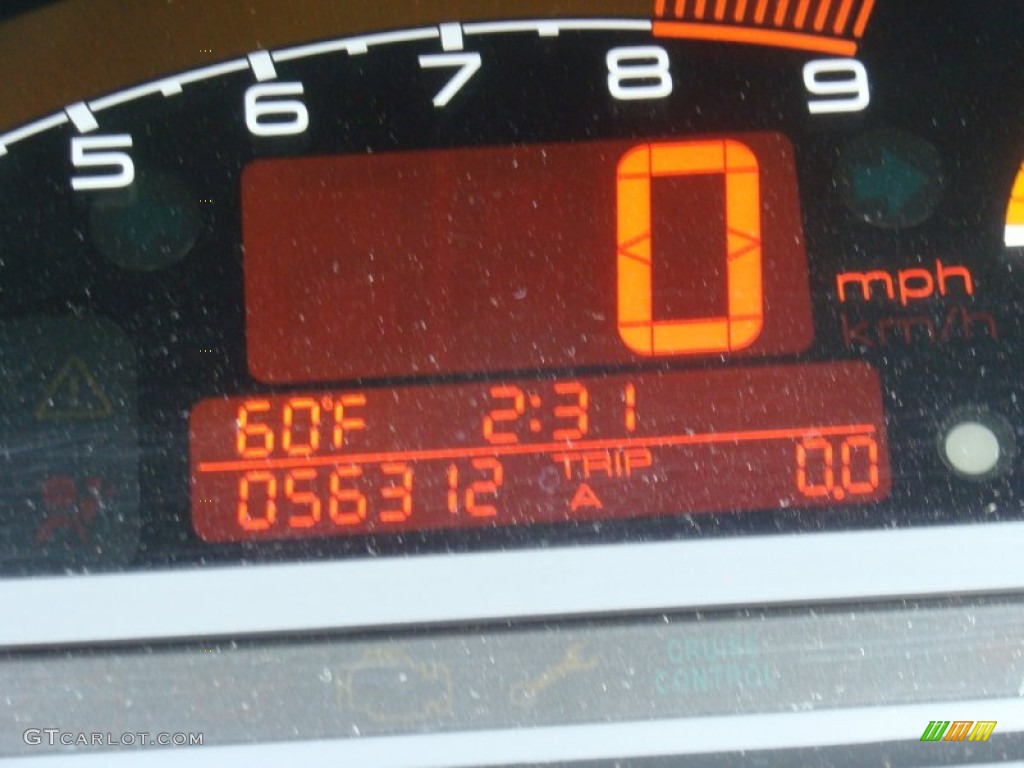 5 6 7 8 9
0
mph
km/h
60°F 2:31
056312 TRIP A 0.0
CRUISE
CONTROL
GTCARLOT.COM